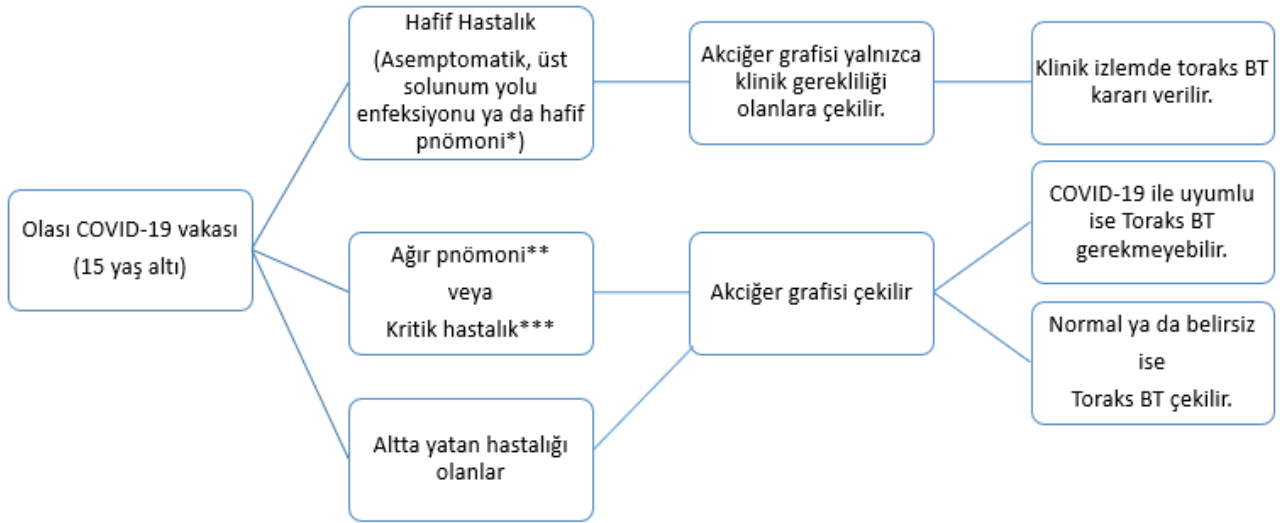 Olası COVID-19 vakası
(15 yaş altı)
Hafif Hastalık
(Asemptomatik, üst
solunum yolu
enfeksiyonu ya da hafif
pnömoni*)
Akciğer grafisi yalnızca
klinik gerekliliği
olanlara çekilir.
Klinik izlemde toraks BT
kararı verilir.
Ağır pnömoni**
veya
Kritik hastalık***
Altta yatan hastalığı
olanlar
Akciğer grafisi çekilir
COVID-19 ile uyumlu
ise Toraks BT
gerekmeyebilir.
Normal ya da belirsiz
ise
Toraks BT çekilir.